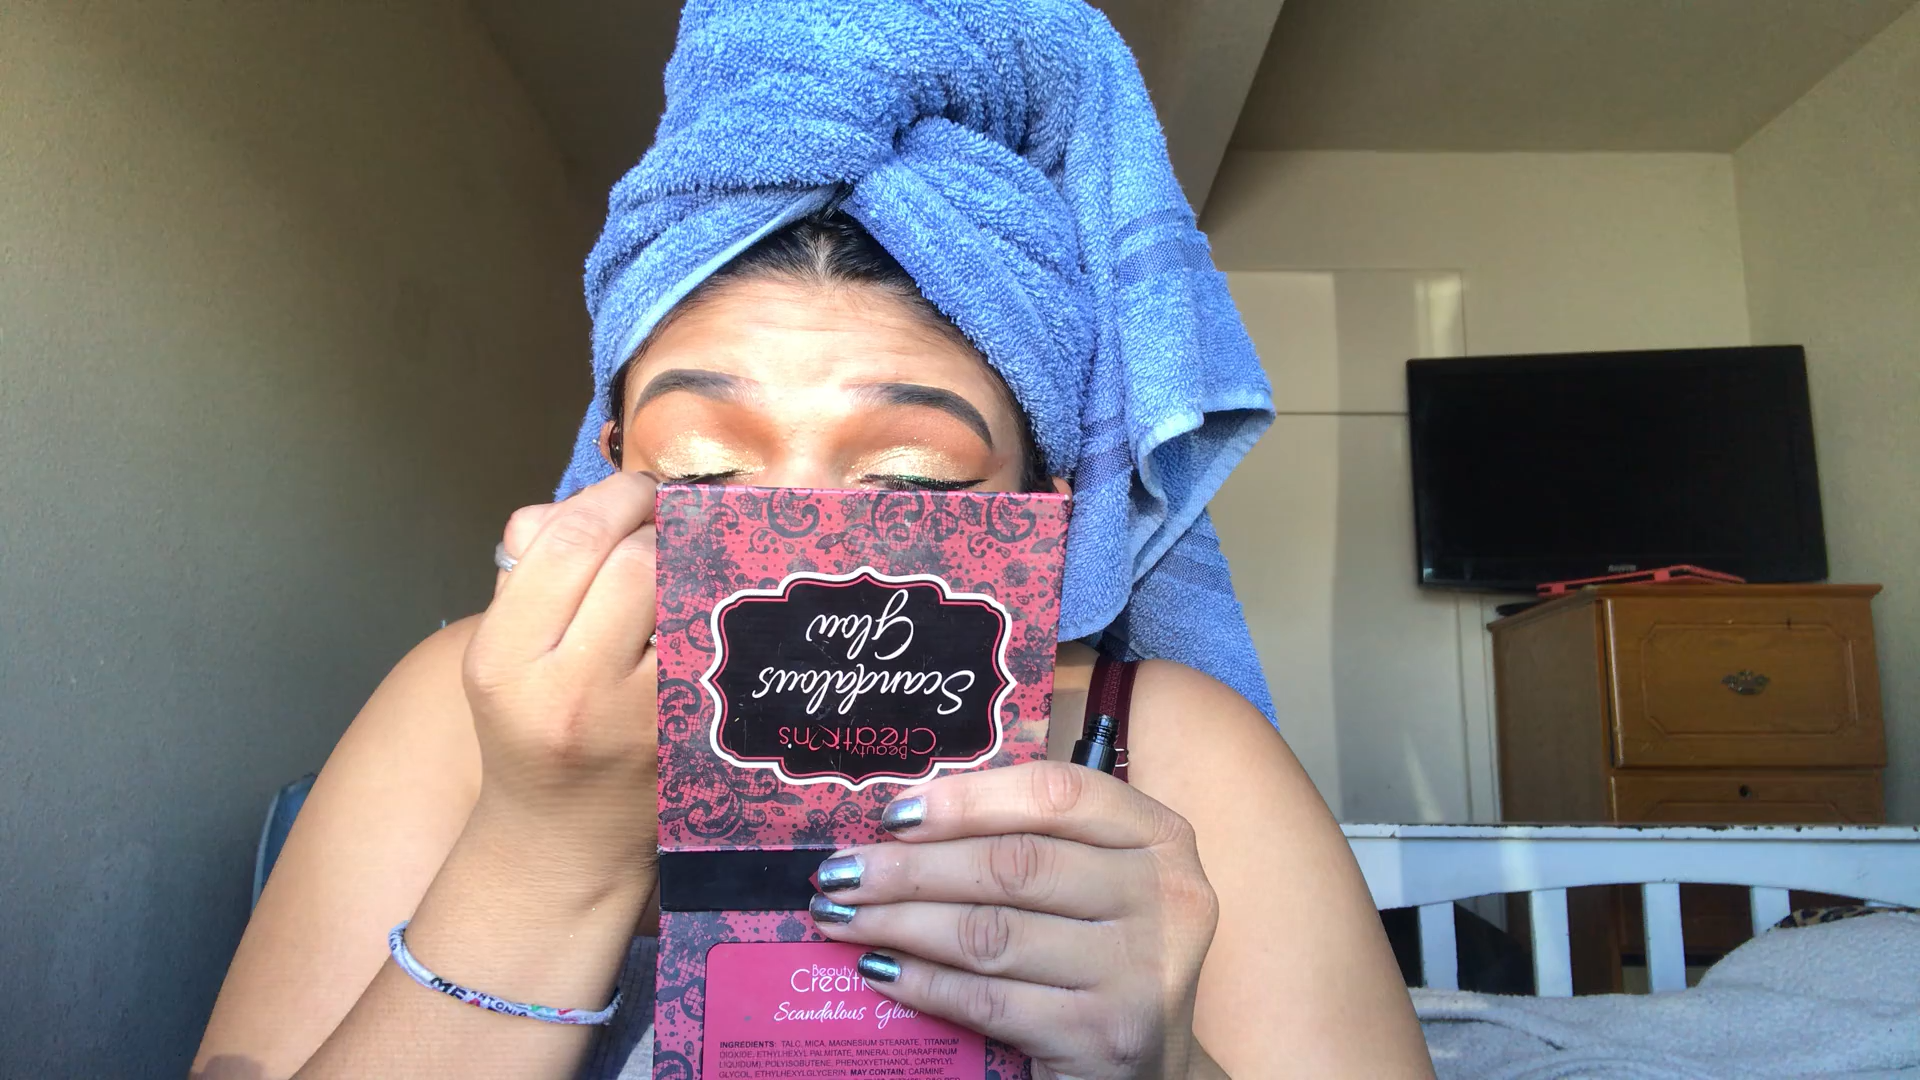 Beauty
Creations
Scandalous
Glow
Beauty
Creati
Scandalous Glow
INGREDIENTS: TALC, MICA, MAGNESIUM STEARATE, TITANIUM
DIOXIDE, ETHYLHEXYL PALMITATE, MINERAL OIL(PARAFFINUM
LIQUIDUM), POLYISOBUTENE, PHENOXYETHANOL, CAPRYLYL
GLYCOL, ETHYLHEXYLGLYCERIN. MAY CONTAIN: CARMINE